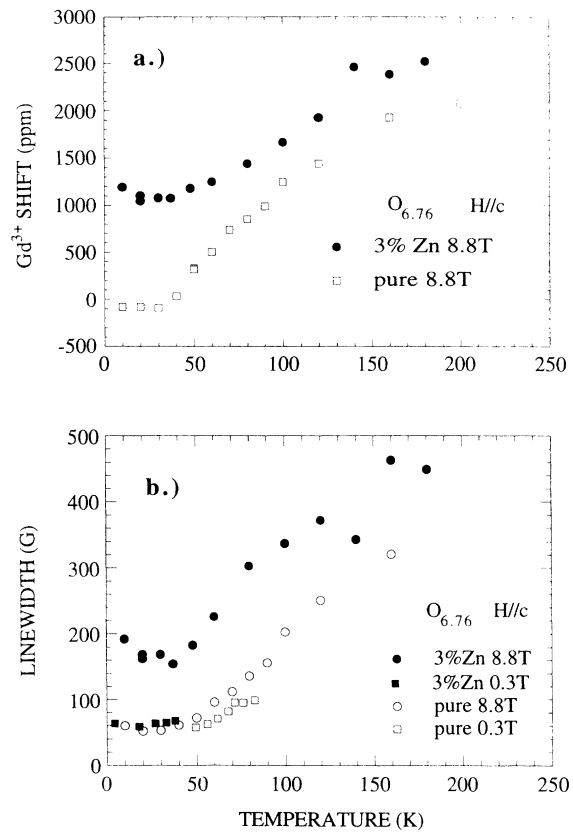 a.)
Gd³⁺ SHIFT (ppm)
3000
2500
2000
1500
1000
500
0
-500
O₆.₇₆ H//c
3% Zn 8.8T
pure 8.8T
0 50 100 150 200 250
b.)
LINEWIDTH (G)
500
400
300
200
100
0
O₆.₇₆ H//c
3%Zn 8.8T
3%Zn 0.3T
pure 8.8T
pure 0.3T
0 50 100 150 200 250
TEMPERATURE (K)